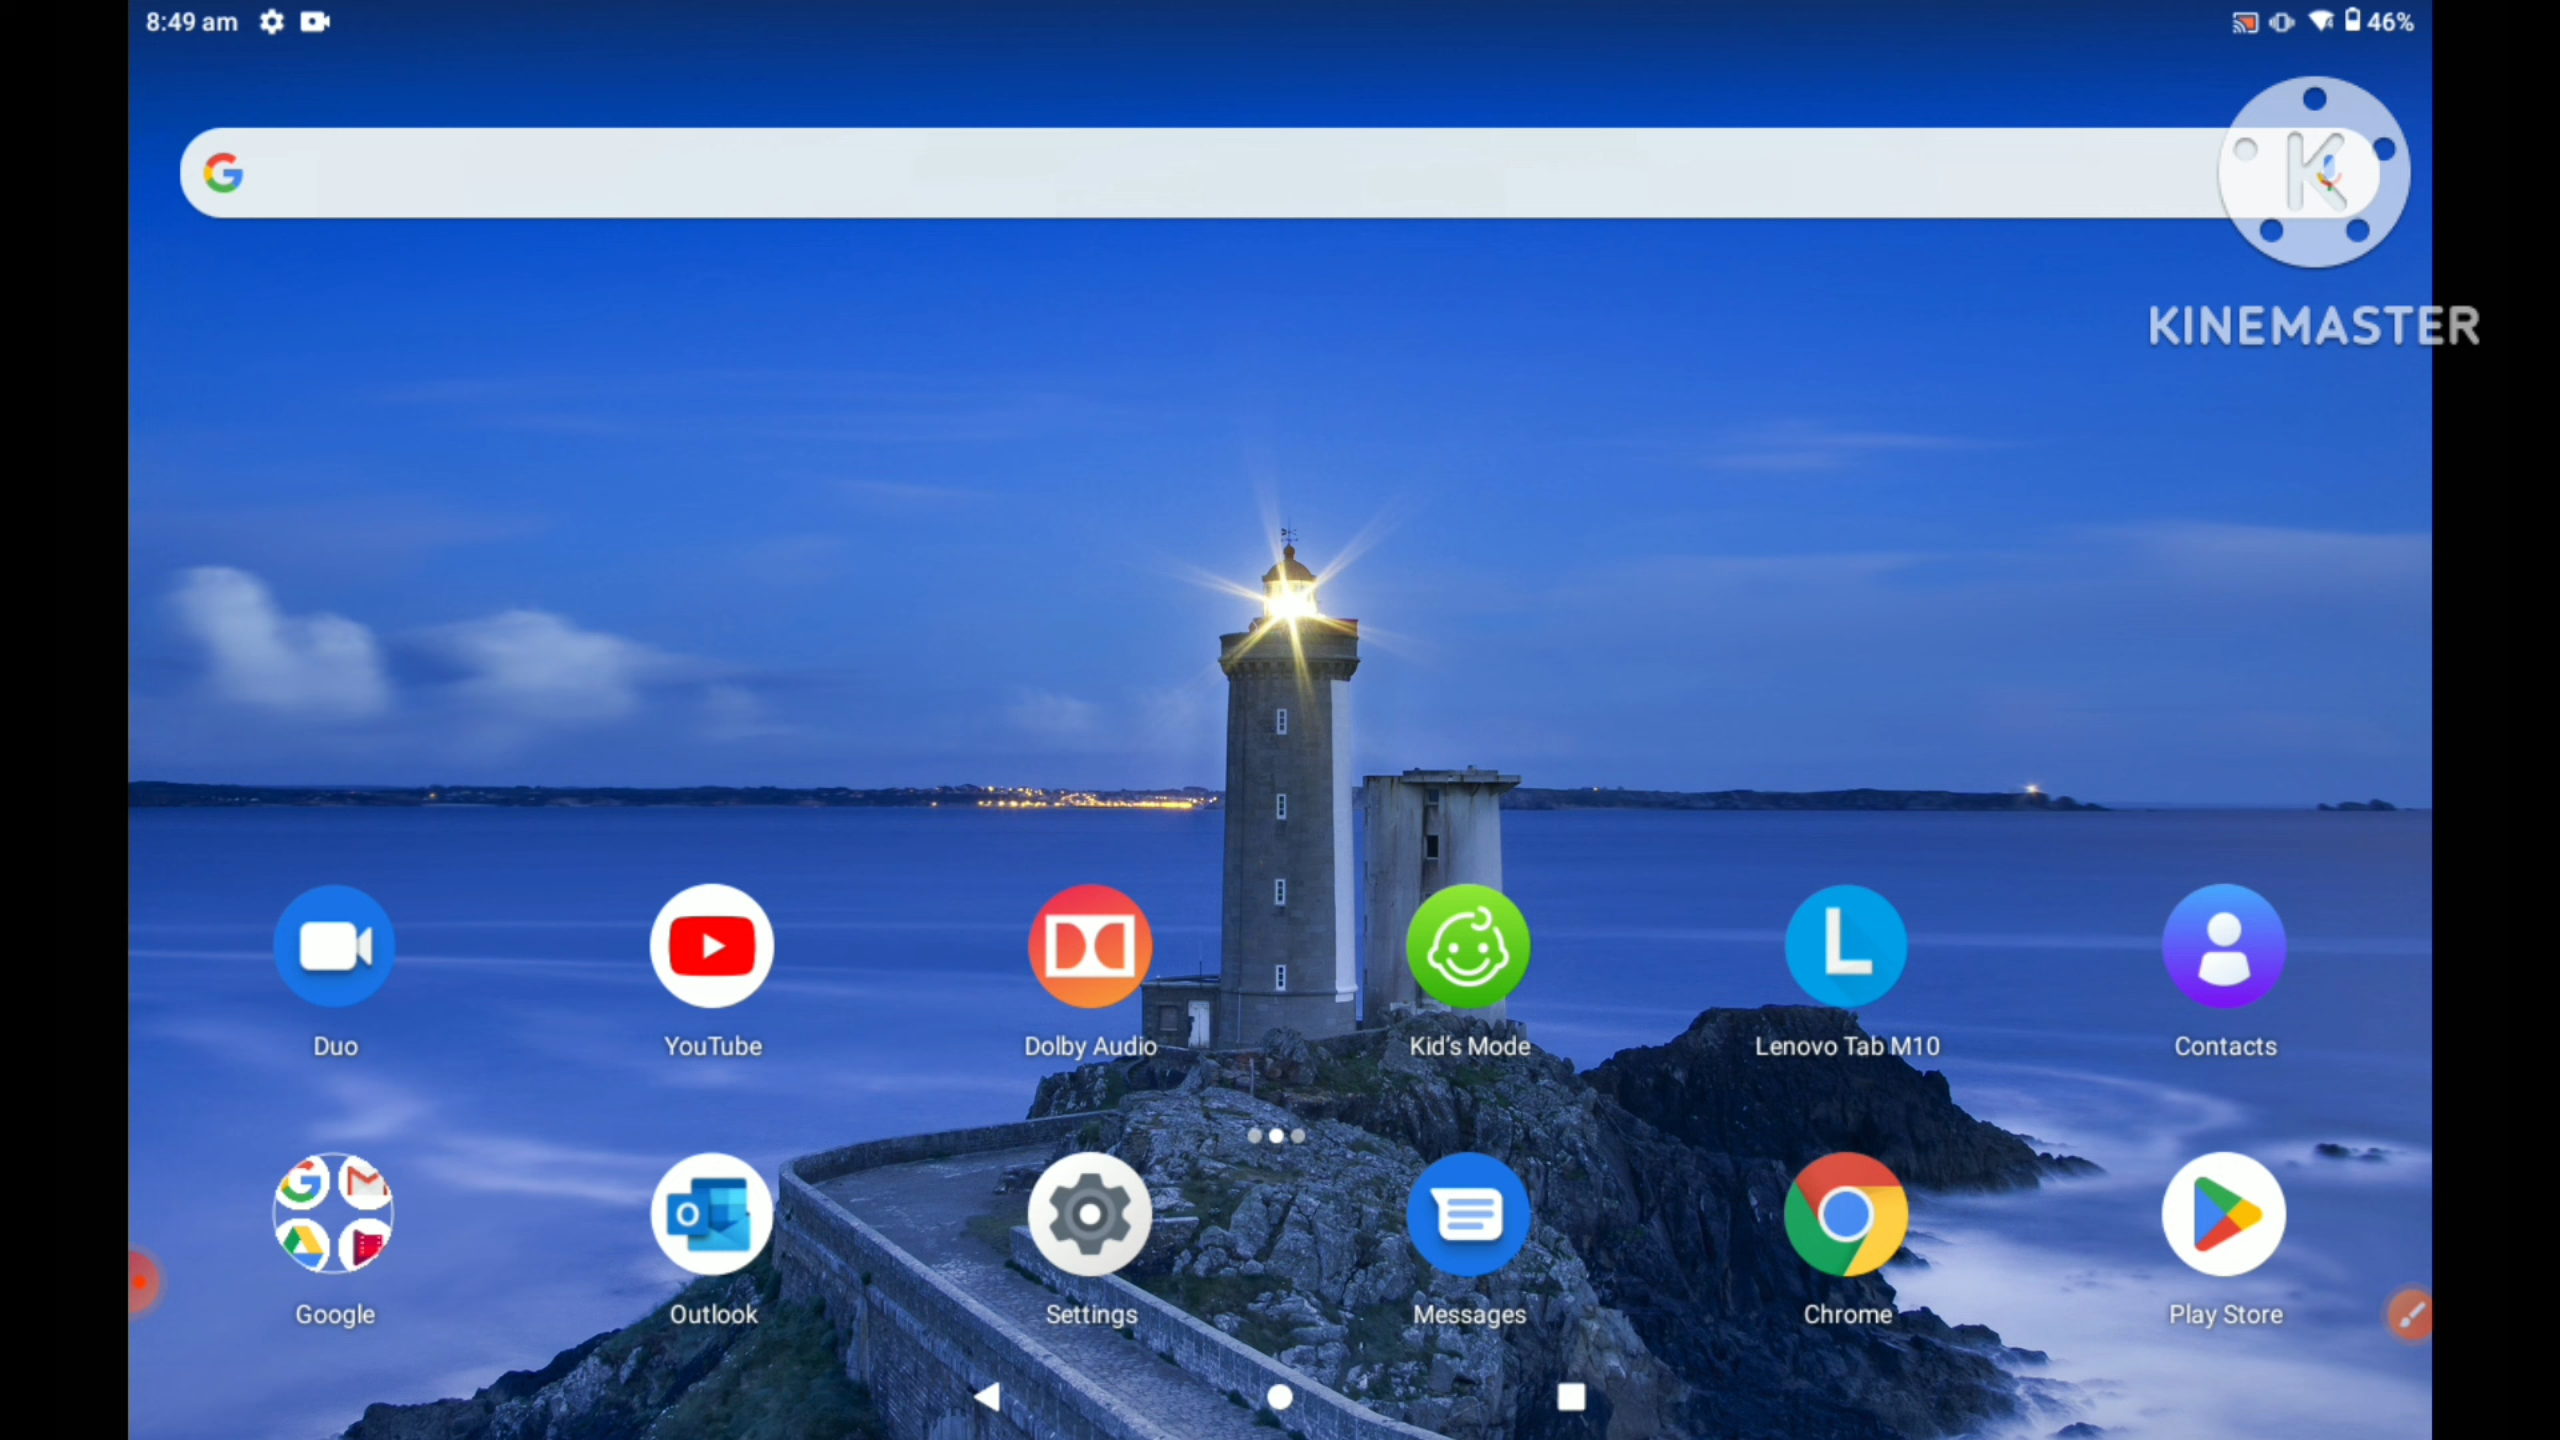 8:49 am
46%
KINEMASTER
Duo
YouTube
Dolby Audio
Kid's Mode
Lenovo Tab M10
Contacts
Google
Outlook
Settings
Messages
Chrome
Play Store